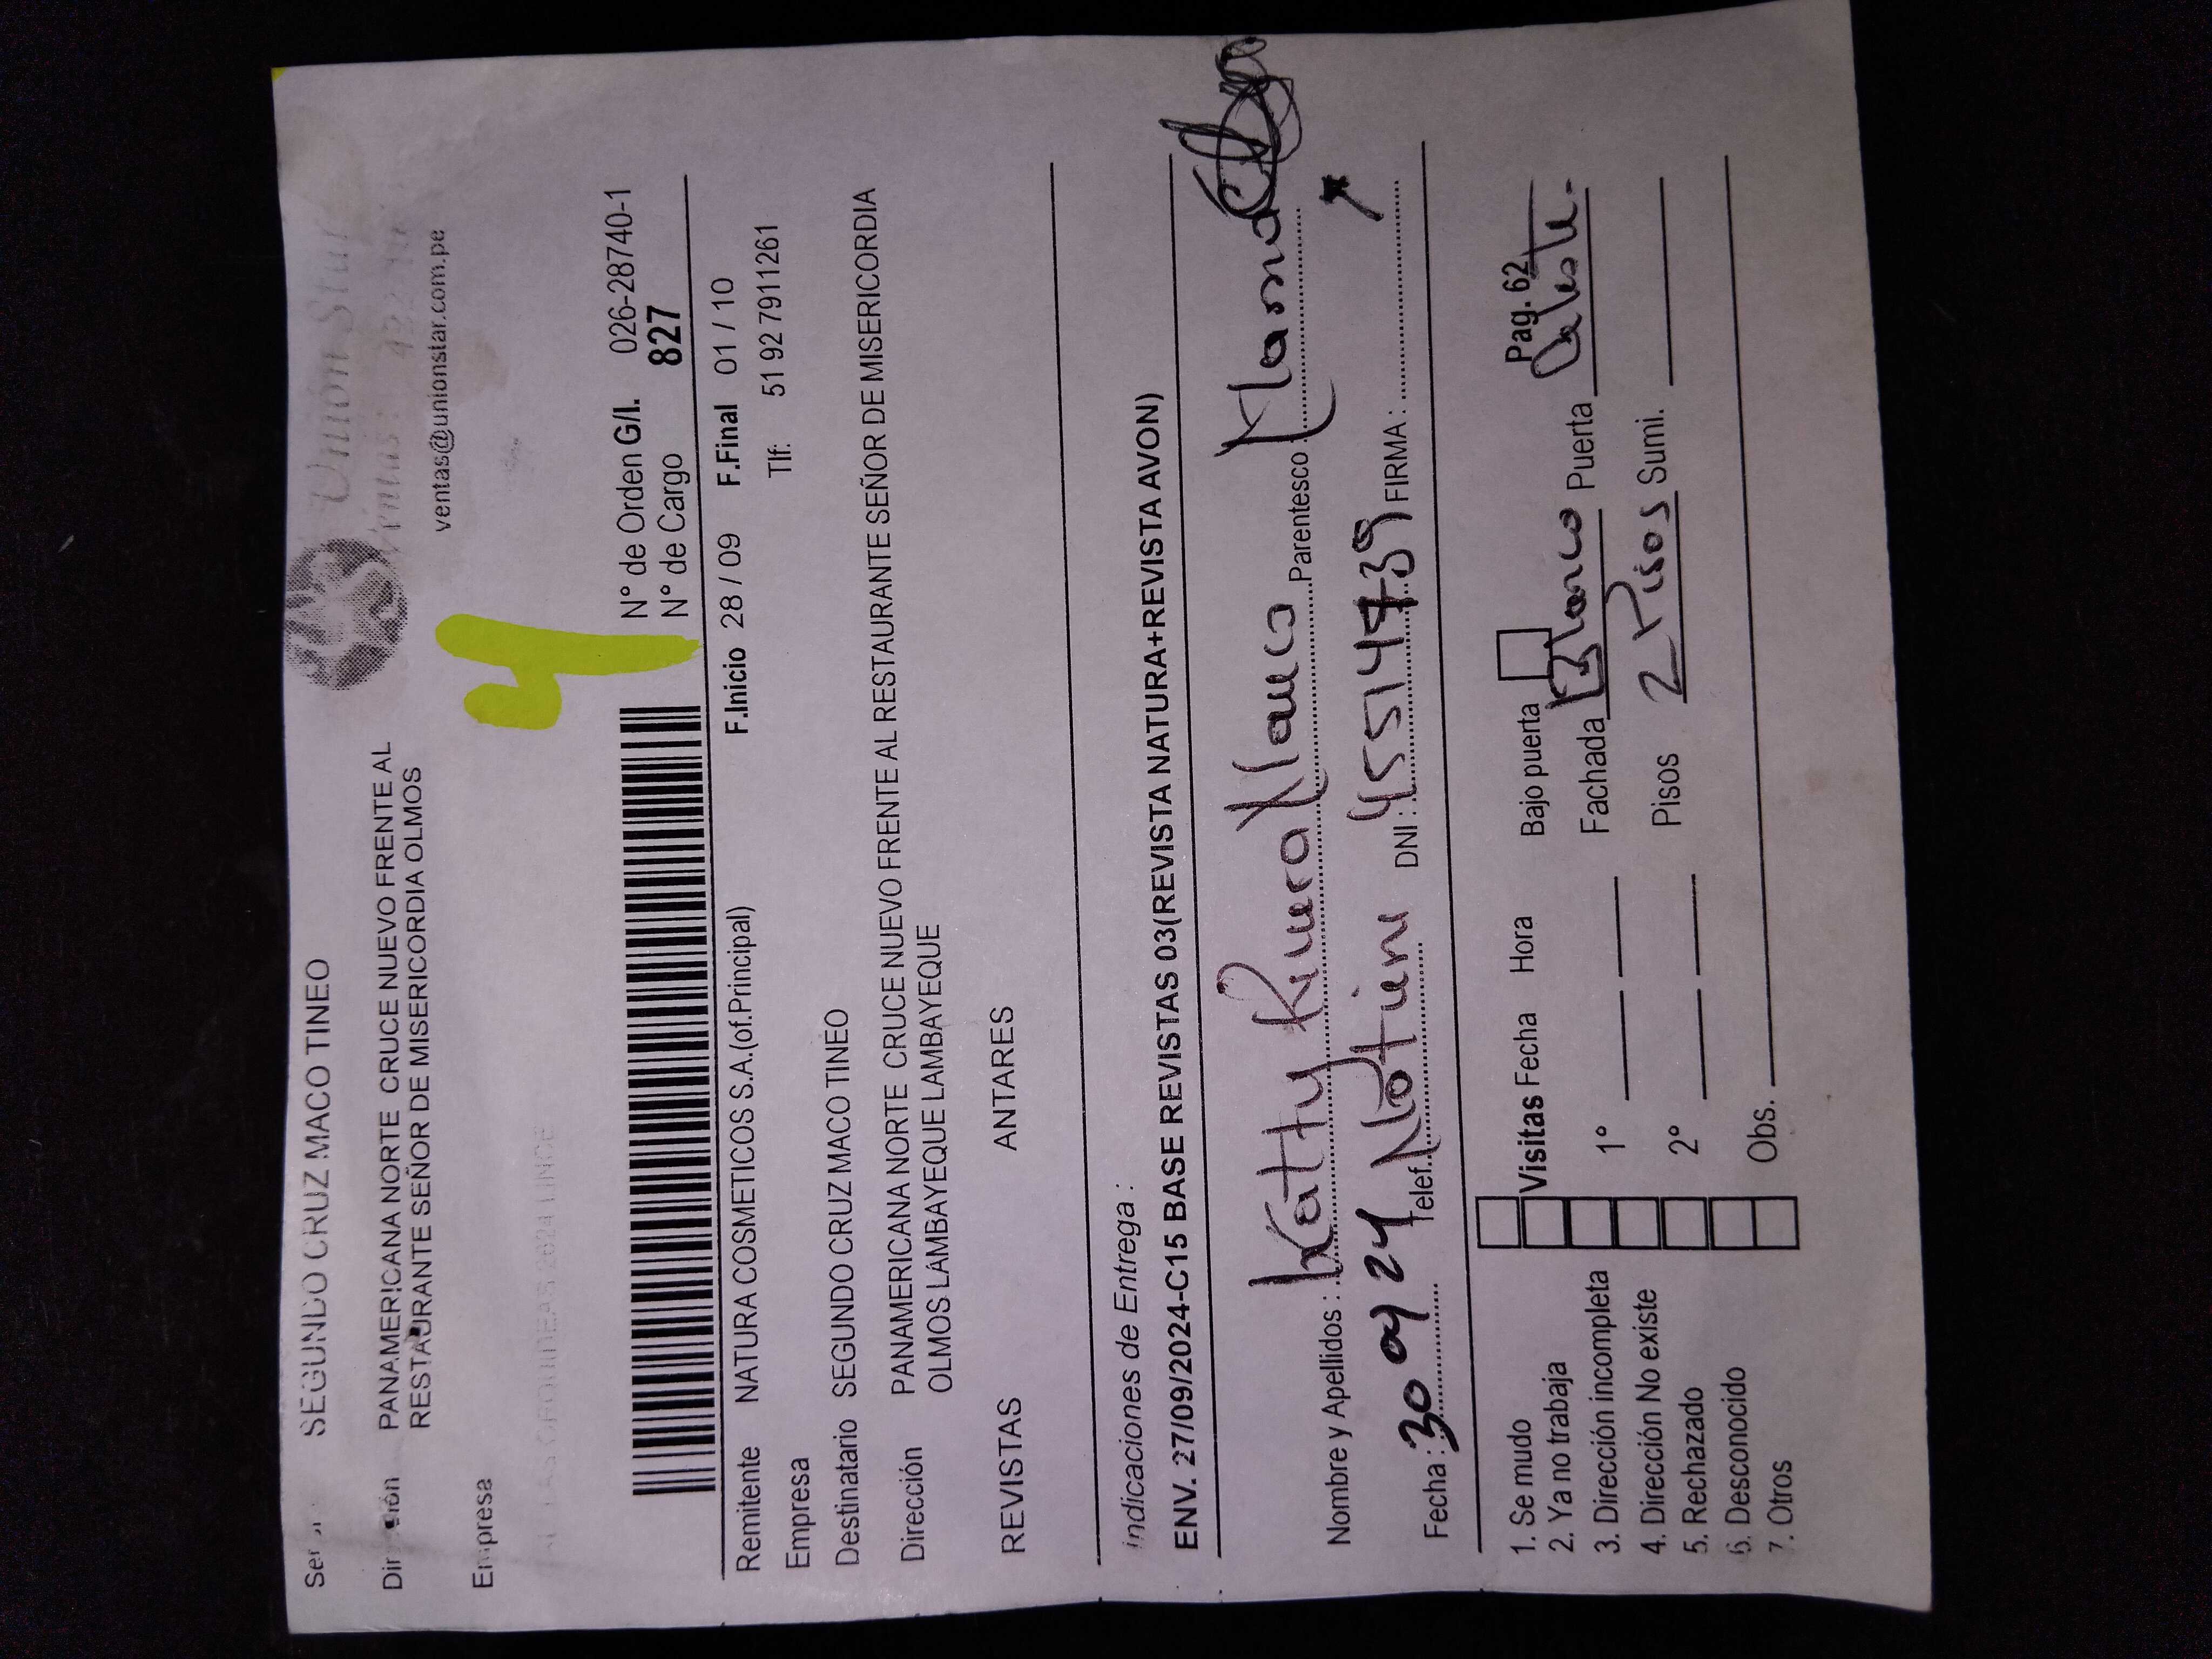 SEGUNDO CRUZ MACO TINEO
PANAMERICANA NORTE CRUCE NUEVO FRENTE AL
RESTAURANTE SEÑOR DE MISERICORDIA OLMOS
Empresa
Unión Star
ventas@unionstar.com.pe
4
N° de Orden G/I. 026-28740-1
N° de Cargo 827
F.Inicio 28 / 09 F.Final 01 / 10
Remitente NATURA COSMETICOS S.A.(of.Principal)
Tlf: 51 92 7911261
Empresa
Destinatario SEGUNDO CRUZ MACO TINEO
Dirección PANAMERICANA NORTE CRUCE NUEVO FRENTE AL RESTAURANTE SEÑOR DE MISERICORDIA
OLMOS LAMBAYEQUE LAMBAYEQUE
REVISTAS ANTARES
Indicaciones de Entrega :
ENV. 27/09/2024-C15 BASE REVISTAS 03(REVISTA NATURA+REVISTA AVON)
Nombre y Apellidos : Katty Rivera Parentesco
Fecha : 30 09 24 Telef. No tiene DNI : 45514739 FIRMA :
Pag. 62
1. Se mudo
2. Ya no trabaja
3. Dirección incompleta
4. Dirección No existe
5. Rechazado
6. Desconocido
7. Otros
Visitas Fecha Hora Bajo puerta
1° Fachada Blanco Puerta Celeste
2° Pisos 2 Pisos Sumi.
Obs.